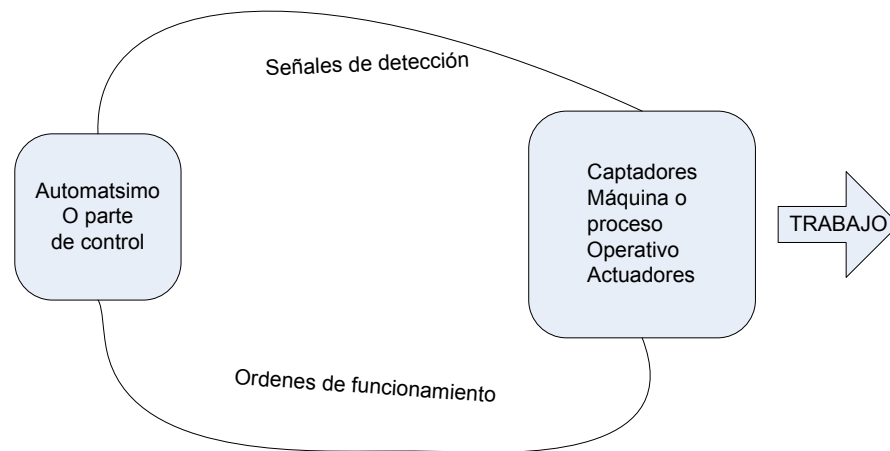 Señales de detección
Automatsimo
O parte
de control
Captadores
Máquina o
proceso
Operativo
Actuadores
TRABAJO
Ordenes de funcionamiento